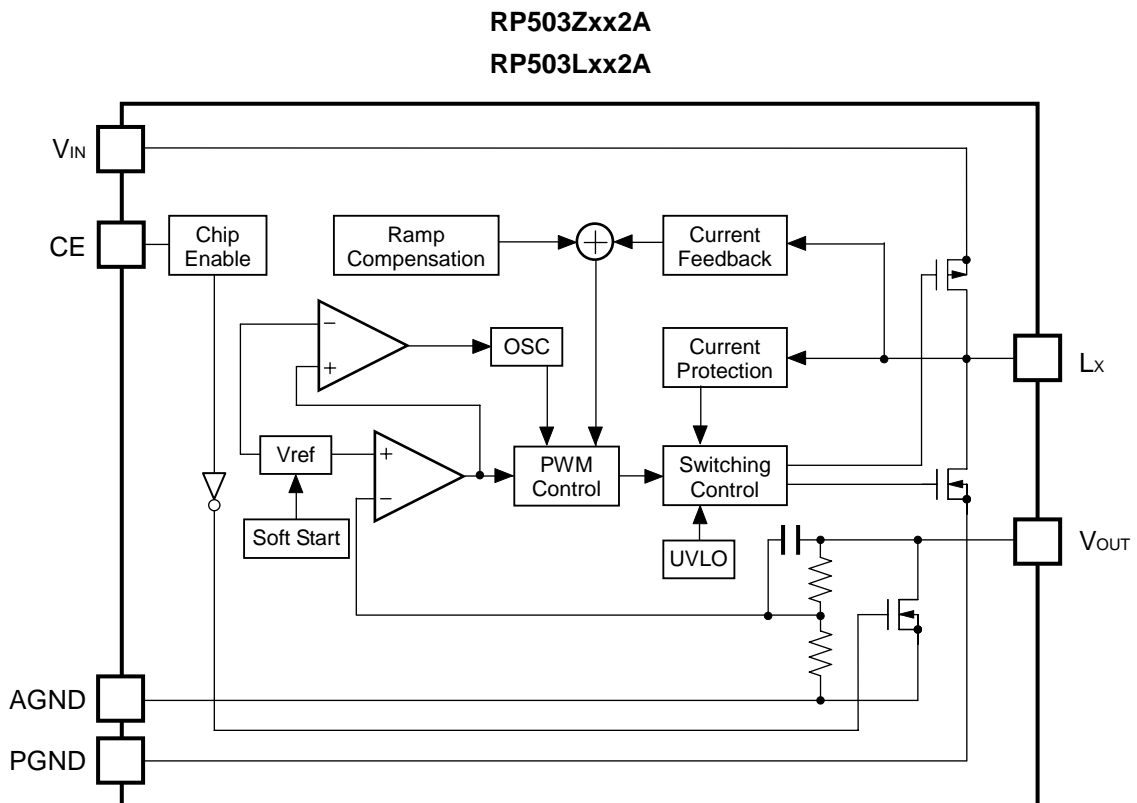 RP503Zxx2A
RP503Lxx2A
VIN
CE
Chip
Enable
Ramp
Compensation
+
Current
Feedback
−
+
OSC
Current
Protection
LX
Vref
+
−
PWM
Control
Switching
Control
Soft Start
UVLO
VOUT
AGND
PGND